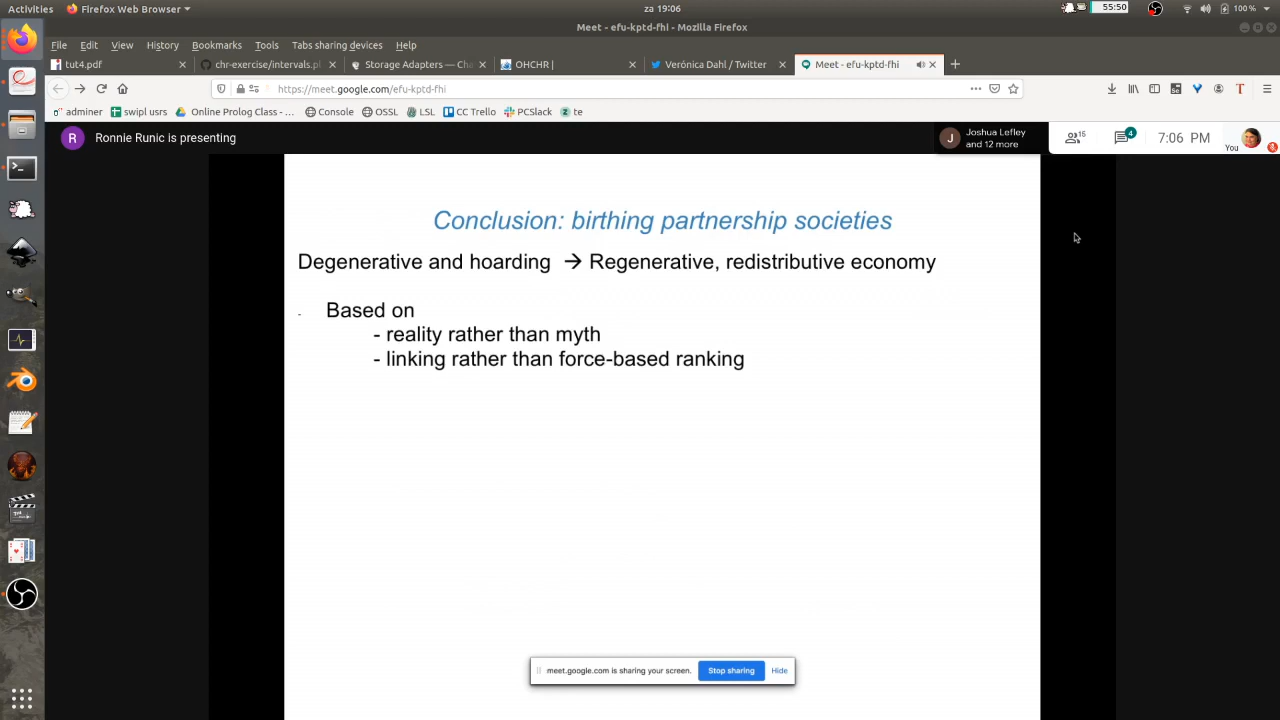 Activities Firefox Web Browser za 19:06 55:50 100 %
Meet - efu-kptd-fhi - Mozilla Firefox
File Edit View History Bookmarks Tools Tabs sharing devices Help
tut4.pdf chr-exercise/intervals.pl Storage Adapters — Cha OHCHR | Verónica Dahl / Twitter Meet - efu-kptd-fhi
https://meet.google.com/efu-kptd-fhi
adminer swipl usrs Online Prolog Class - … Console OSSL LSL CC Trello PCSlack te
R Ronnie Runic is presenting J Joshua Lefley and 12 more 16 4 7:06 PM You
Conclusion: birthing partnership societies
Degenerative and hoarding → Regenerative, redistributive economy
- Based on
- reality rather than myth
- linking rather than force-based ranking
meet.google.com is sharing your screen. Stop sharing Hide